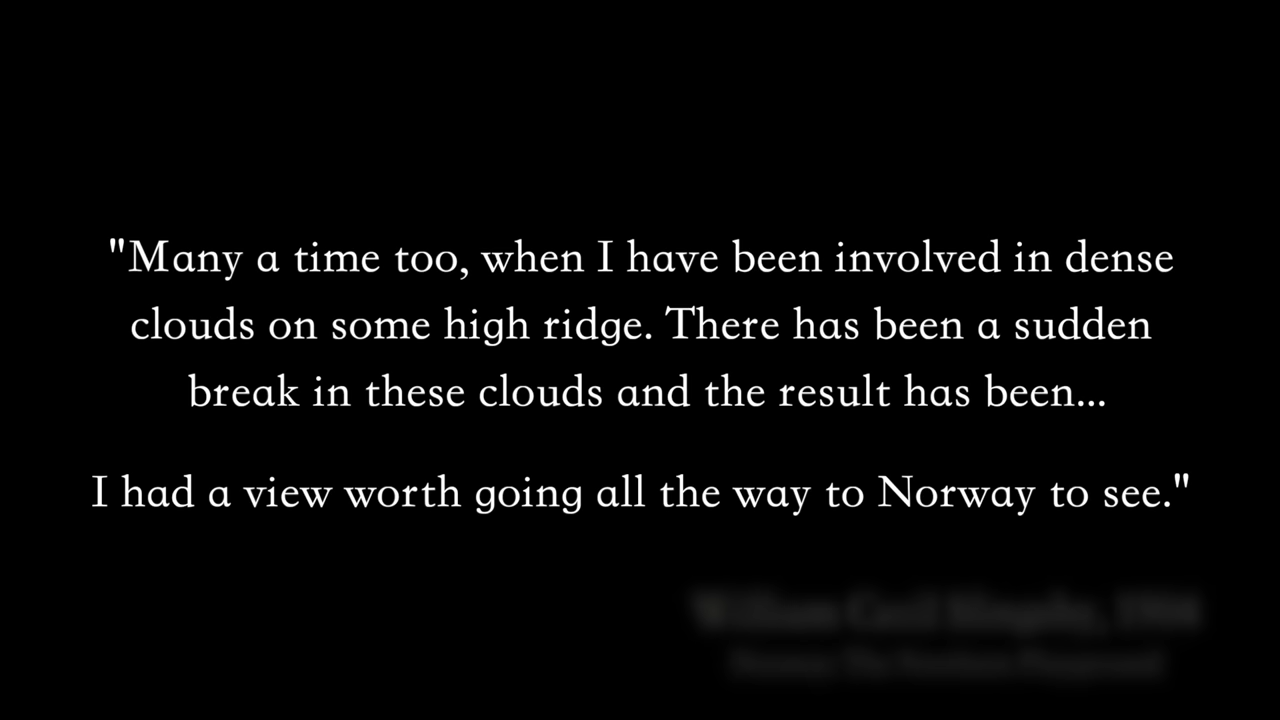 "Many a time too, when I have been involved in dense
clouds on some high ridge. There has been a sudden
break in these clouds and the result has been...
I had a view worth going all the way to Norway to see."